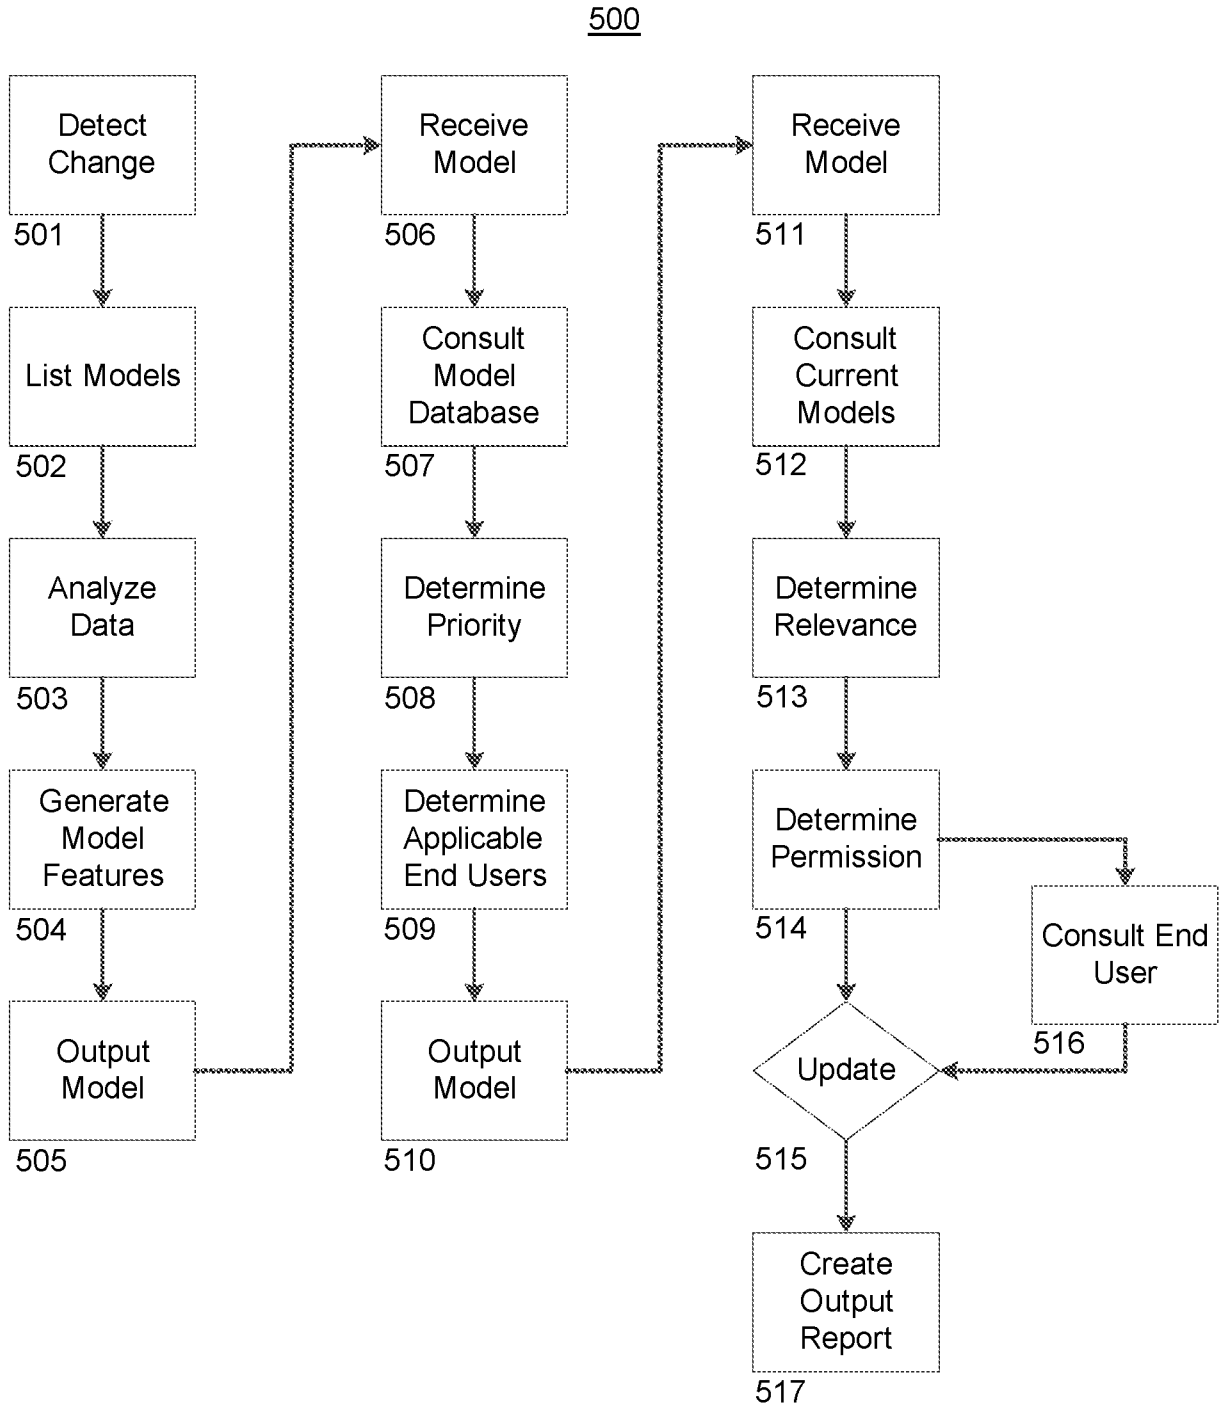 500
Detect
Change
501
List Models
502
Analyze
Data
503
Generate
Model
Features
504
Output
Model
505
Receive
Model
506
Consult
Model
Database
507
Determine
Priority
508
Determine
Applicable
End Users
509
Output
Model
510
Receive
Model
511
Consult
Current
Models
512
Determine
Relevance
513
Determine
Permission
514
Consult End
User
516
Update
515
Create
Output
Report
517